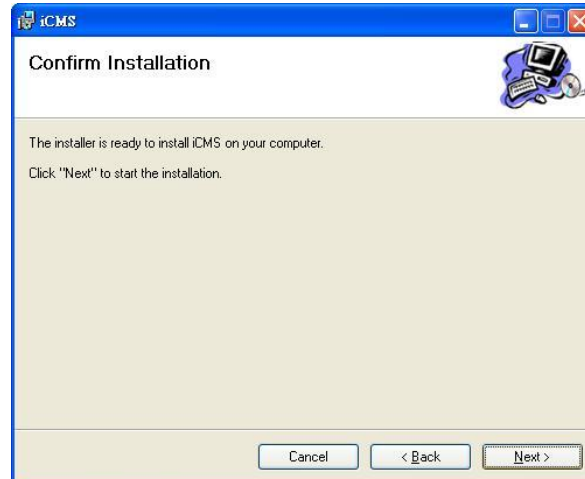 iCMS
Confirm Installation
The installer is ready to install iCMS on your computer.
Click "Next" to start the installation.
Cancel
< Back
Next >